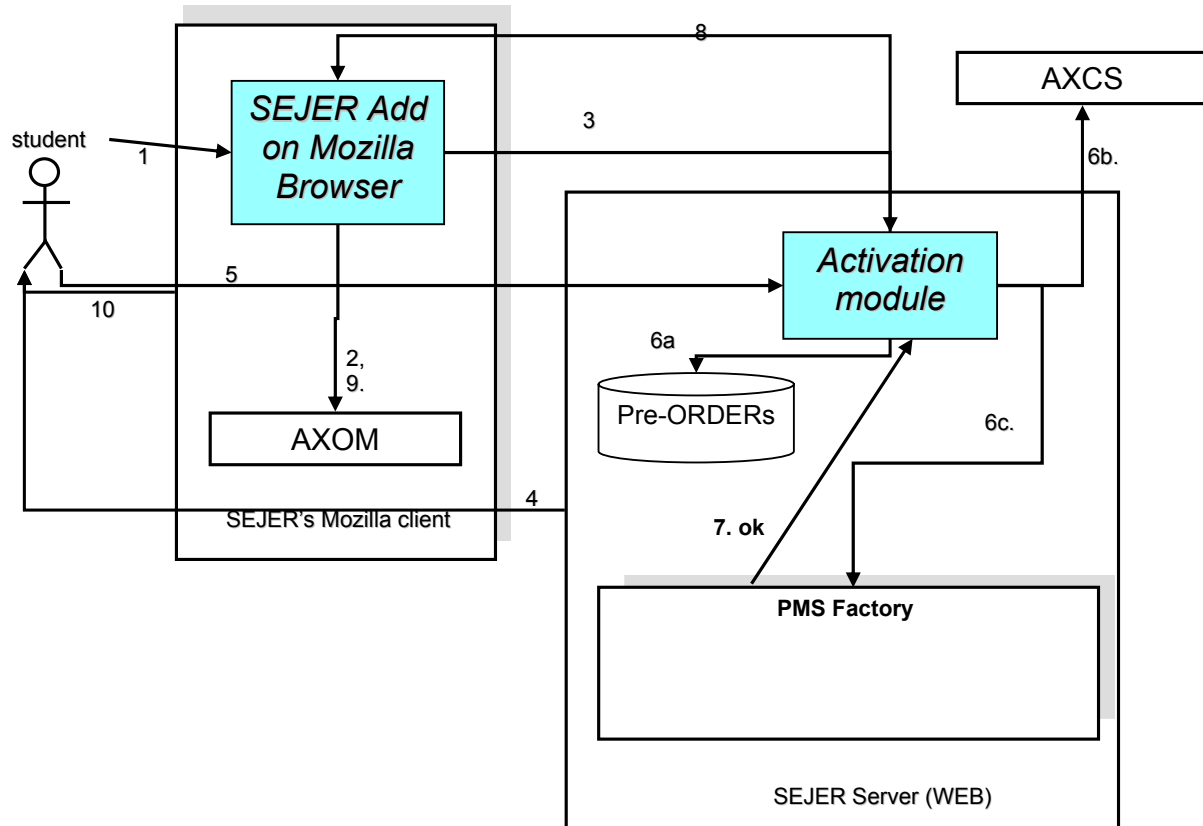 8
AXCS
SEJER Add
on Mozilla
Browser
3
student
1
6b.
Activation
module
5
10
6a
2,
9.
Pre-ORDERs
6c.
AXOM
4
SEJER's Mozilla client
7. ok
PMS Factory
SEJER Server (WEB)